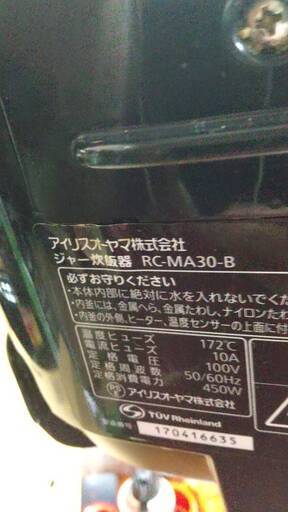 アイリスオーヤマ株式会社
ジャー炊飯器 RC-MA30-B
必ずお守りください
・本体内部に絶対に水を入れないでくだ
・内釜には、金属へら、金属たわし、ナイロンたわ
・内釜の外側、ヒーター、温度センサーの上面に付
温度ヒューズ 172℃
電流ヒューズ 10A
定格電圧 100V
定格周波数 50/60Hz
定格消費電力 450W
PS E アイリスオーヤマ株式会社
TÜV Rheinland
製造番号 170416635